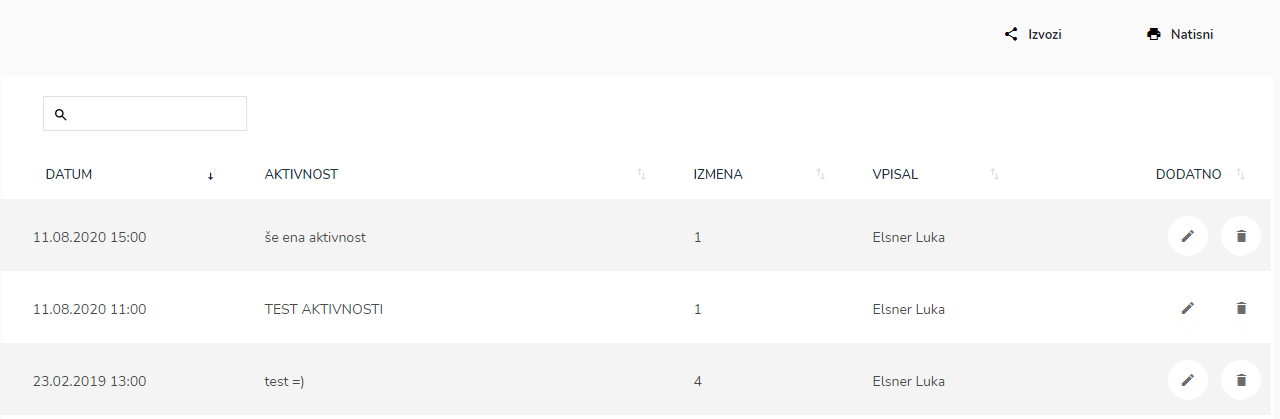 Izvozi Natisni
DATUM AKTIVNOST IZMENA VPISAL DODATNO
11.08.2020 15:00 še ena aktivnost 1 Elsner Luka
11.08.2020 11:00 TEST AKTIVNOSTI 1 Elsner Luka
23.02.2019 13:00 test =) 4 Elsner Luka